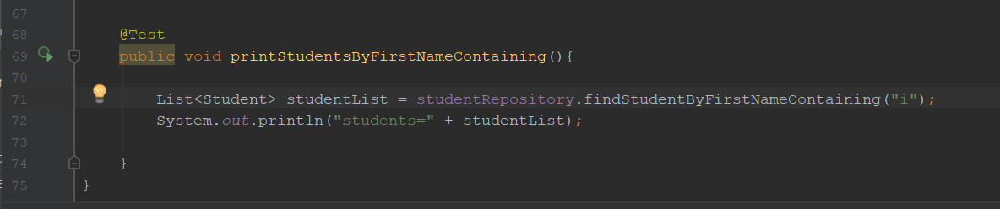 67
68 @Test
69 public void printStudentsByFirstNameContaining(){
70
71 List<Student> studentList = studentRepository.findStudentByFirstNameContaining("i");
72 System.out.println("students=" + studentList);
73
74 }
75 }